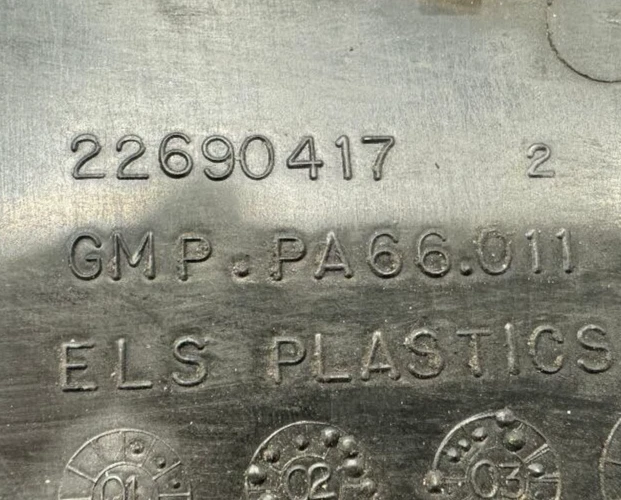 22690417 2
GMP.PA66.011
ELS PLASTICS
01 02 03